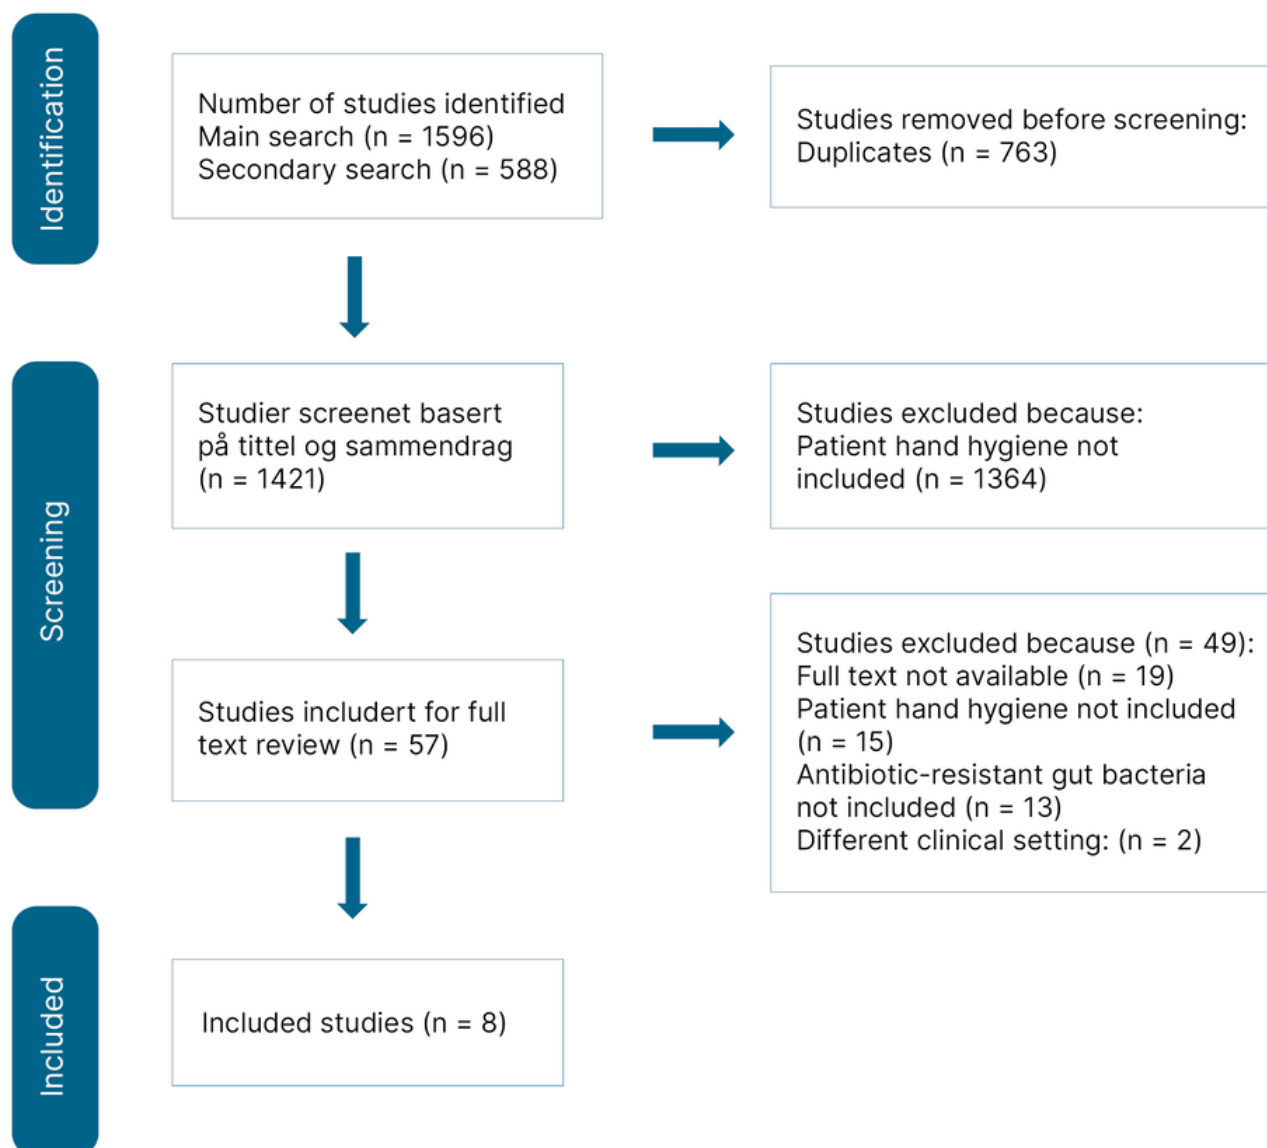 Identification
Number of studies identified
Main search (n = 1596)
Secondary search (n = 588)
Studies removed before screening:
Duplicates (n = 763)
Screening
Studier screenet basert
på tittel og sammendrag
(n = 1421)
Studies excluded because:
Patient hand hygiene not
included (n = 1364)
Studies includert for full
text review (n = 57)
Studies excluded because (n = 49):
Full text not available (n = 19)
Patient hand hygiene not included
(n = 15)
Antibiotic-resistant gut bacteria
not included (n = 13)
Different clinical setting: (n = 2)
Included
Included studies (n = 8)